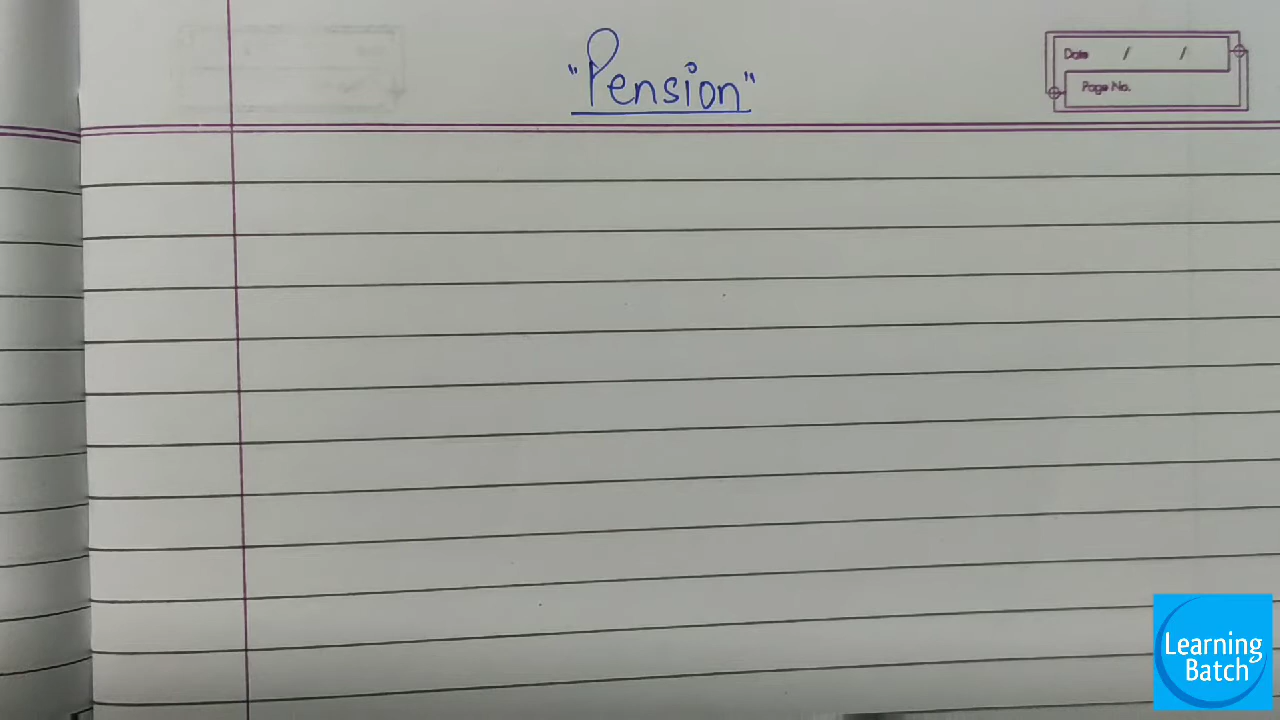 "Pension"
Date / /
Page No.
Learning
Batch